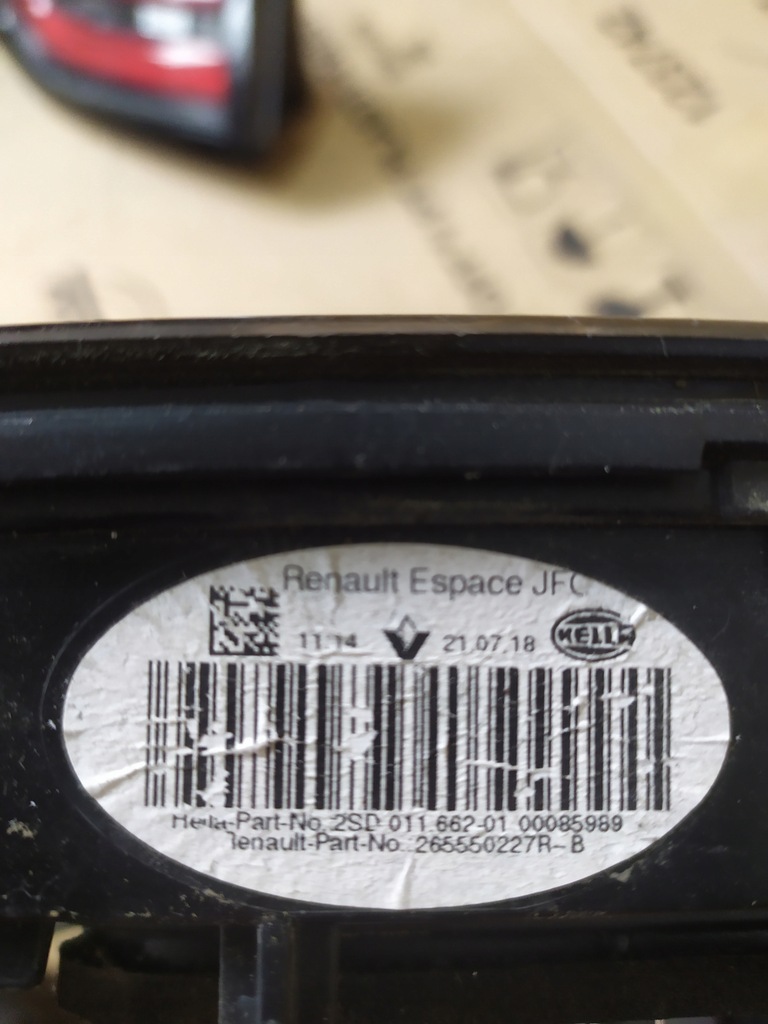 Renault Espace JFC
11:14 21.07.18 HELLA
Hella-Part-No. 2SD 011.662-01 00085989
Renault-Part-No. 265550227R--B